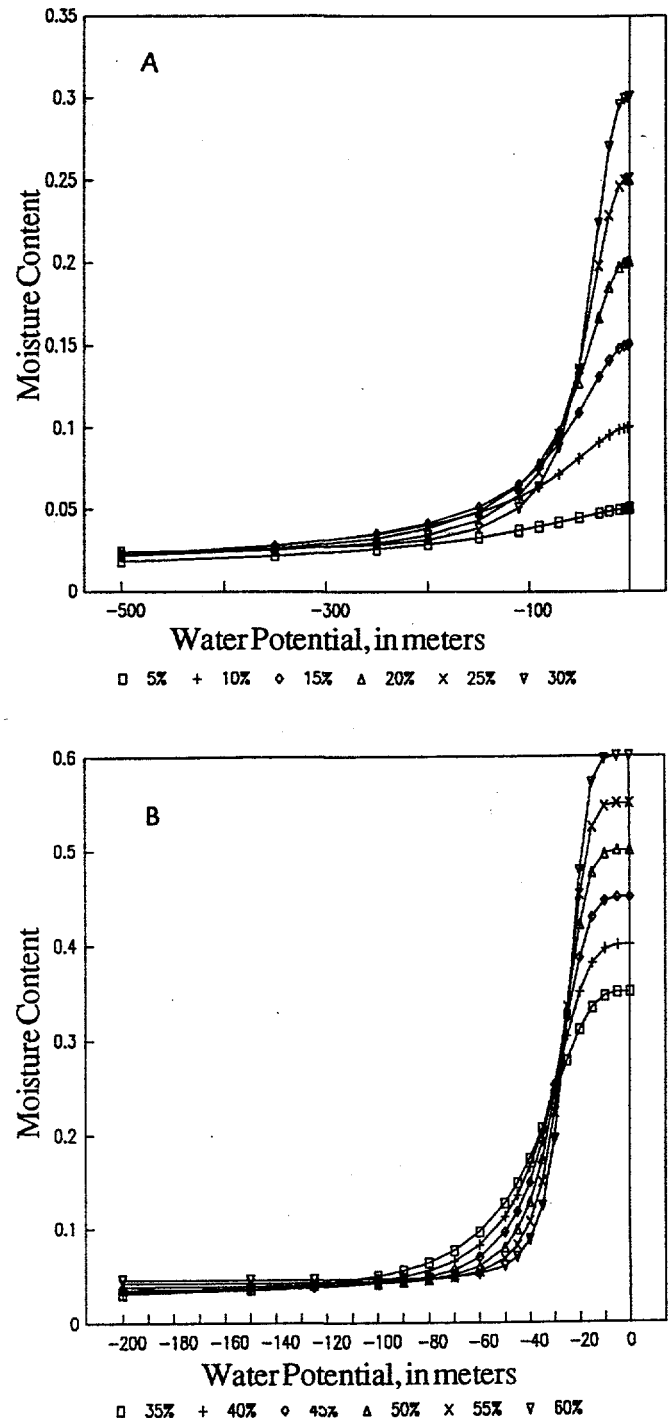 0.35
A
0.3
0.25
0.2
0.15
0.1
0.05
0
-500 -300 -100
Moisture Content
Water Potential, in meters
5% 10% 15% 20% 25% 30%
0.6
B
0.5
0.4
0.3
0.2
0.1
0
-200 -180 -160 -140 -120 -100 -80 -60 -40 -20 0
Moisture Content
Water Potential, in meters
35% 40% 45% 50% 55% 60%